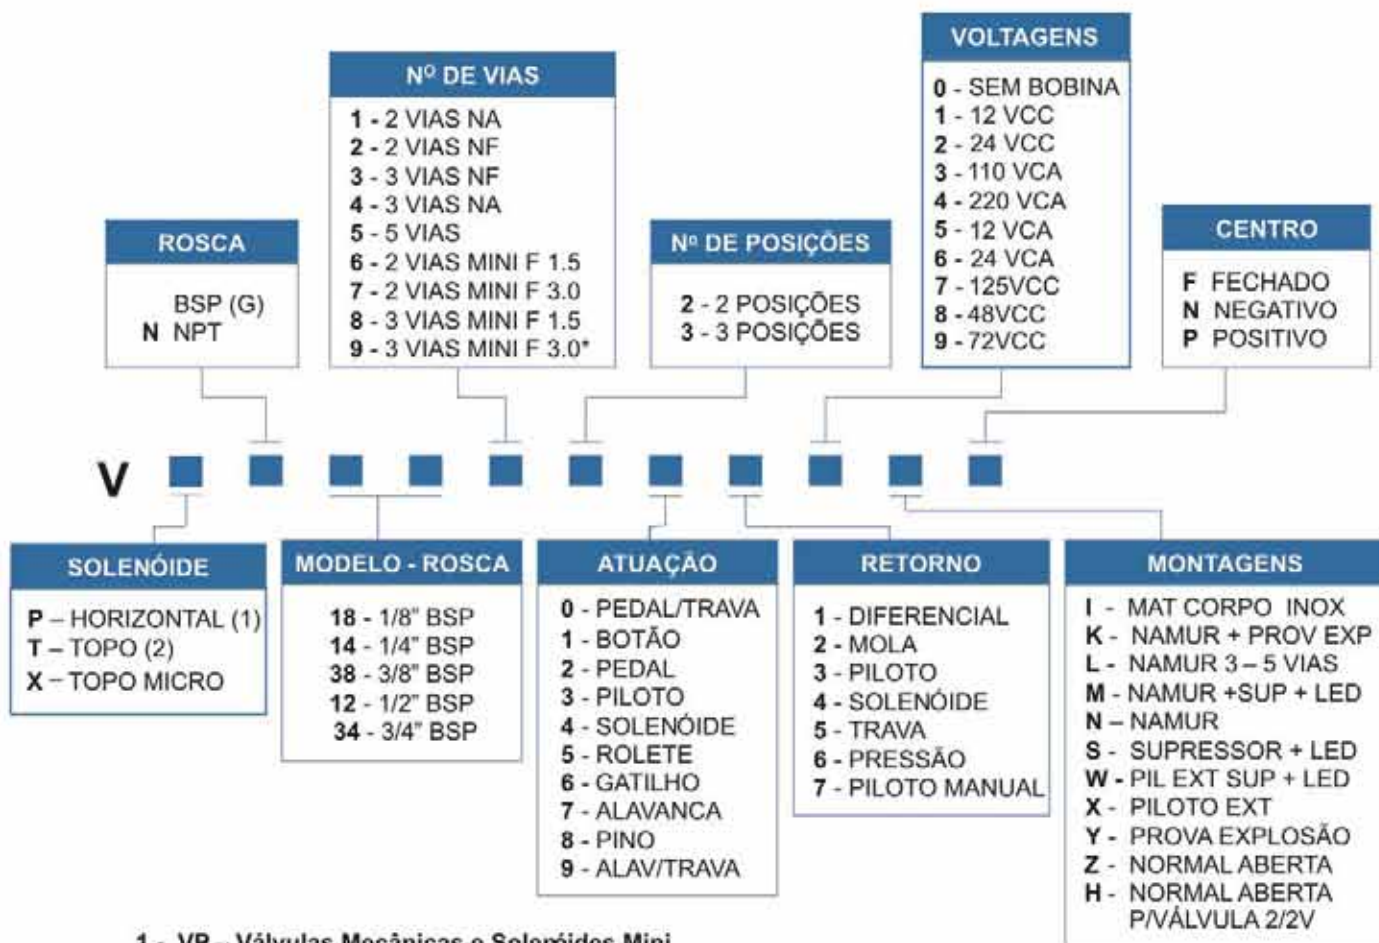 VOLTAGENS
0 - SEM BOBINA
1 - 12 VCC
2 - 24 VCC
3 - 110 VCA
4 - 220 VCA
5 - 12 VCA
6 - 24 VCA
7 - 125VCC
8 - 48VCC
9 - 72VCC
Nº DE VIAS
1 - 2 VIAS NA
2 - 2 VIAS NF
3 - 3 VIAS NF
4 - 3 VIAS NA
5 - 5 VIAS
6 - 2 VIAS MINI F 1.5
7 - 2 VIAS MINI F 3.0
8 - 3 VIAS MINI F 1.5
9 - 3 VIAS MINI F 3.0*
ROSCA
BSP (G)
N NPT
Nº DE POSIÇÕES
2 - 2 POSIÇÕES
3 - 3 POSIÇÕES
CENTRO
F FECHADO
N NEGATIVO
P POSITIVO
V
SOLENÓIDE
P – HORIZONTAL (1)
T – TOPO (2)
X – TOPO MICRO
MODELO - ROSCA
18 - 1/8” BSP
14 - 1/4” BSP
38 - 3/8” BSP
12 - 1/2” BSP
34 - 3/4” BSP
ATUAÇÃO
0 - PEDAL/TRAVA
1 - BOTÃO
2 - PEDAL
3 - PILOTO
4 - SOLENÓIDE
5 - ROLETE
6 - GATILHO
7 - ALAVANCA
8 - PINO
9 - ALAV/TRAVA
RETORNO
1 - DIFERENCIAL
2 - MOLA
3 - PILOTO
4 - SOLENÓIDE
5 - TRAVA
6 - PRESSÃO
7 - PILOTO MANUAL
MONTAGENS
I - MAT CORPO INOX
K - NAMUR + PROV EXP
L - NAMUR 3 – 5 VIAS
M - NAMUR +SUP + LED
N – NAMUR
S - SUPRESSOR + LED
W - PIL EXT SUP + LED
X - PILOTO EXT
Y - PROVA EXPLOSÃO
Z - NORMAL ABERTA
H - NORMAL ABERTA
P/VÁLVULA 2/2V
1 - VP – Válvulas Mecânicas e Solenóides Mini